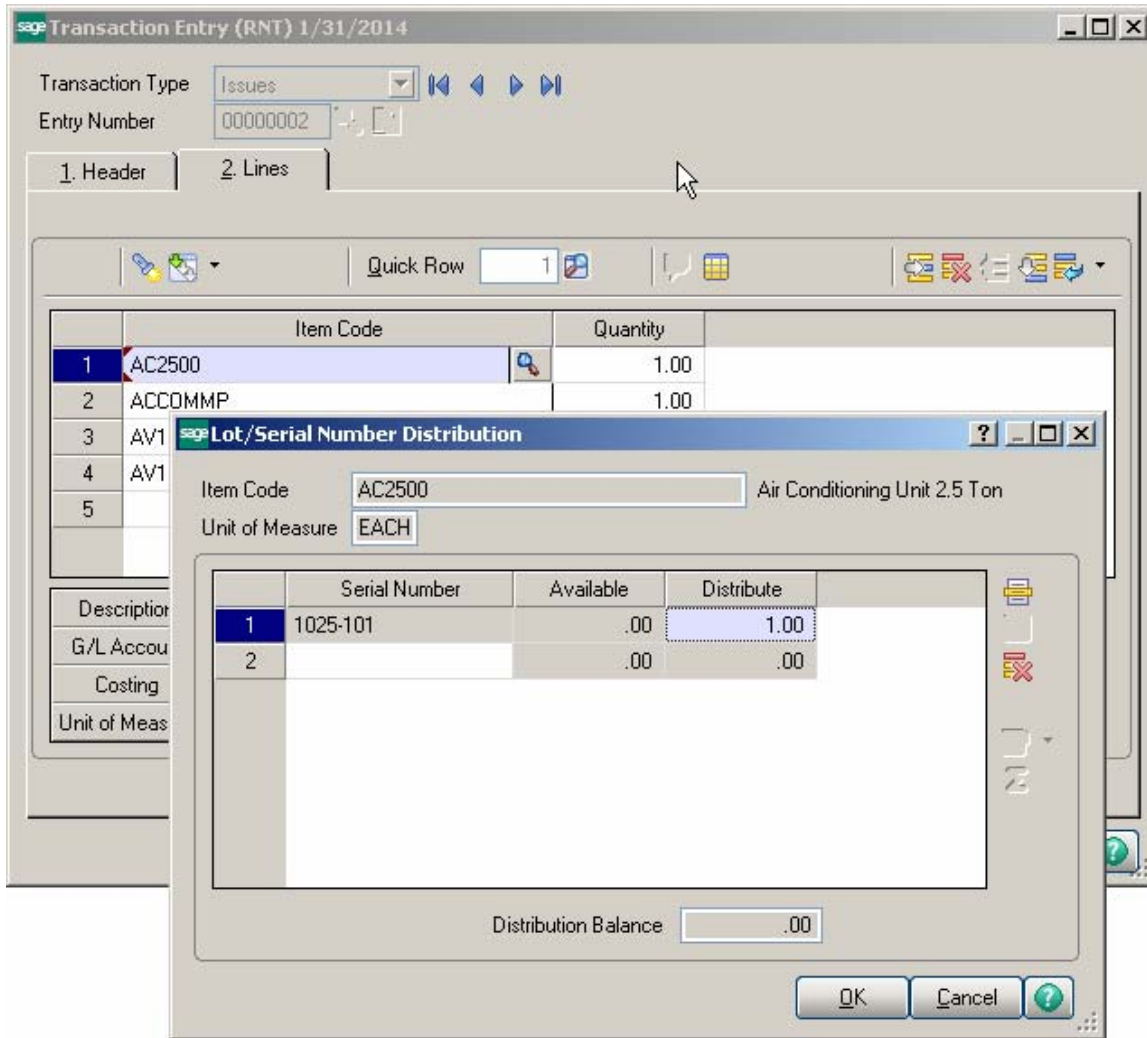 sage Transaction Entry (RNT) 1/31/2014
Transaction Type Issues
Entry Number 00000002
1. Header 2. Lines
Quick Row 1
Item Code Quantity
1 AC2500 1.00
2 ACCOMMP 1.00
3 AV1
4 AV1
5
Description
G/L Accou
Costing
Unit of Meas
sage Lot/Serial Number Distribution
Item Code AC2500 Air Conditioning Unit 2.5 Ton
Unit of Measure EACH
Serial Number Available Distribute
1 1025-101 .00 1.00
2 .00 .00
Distribution Balance .00
OK Cancel